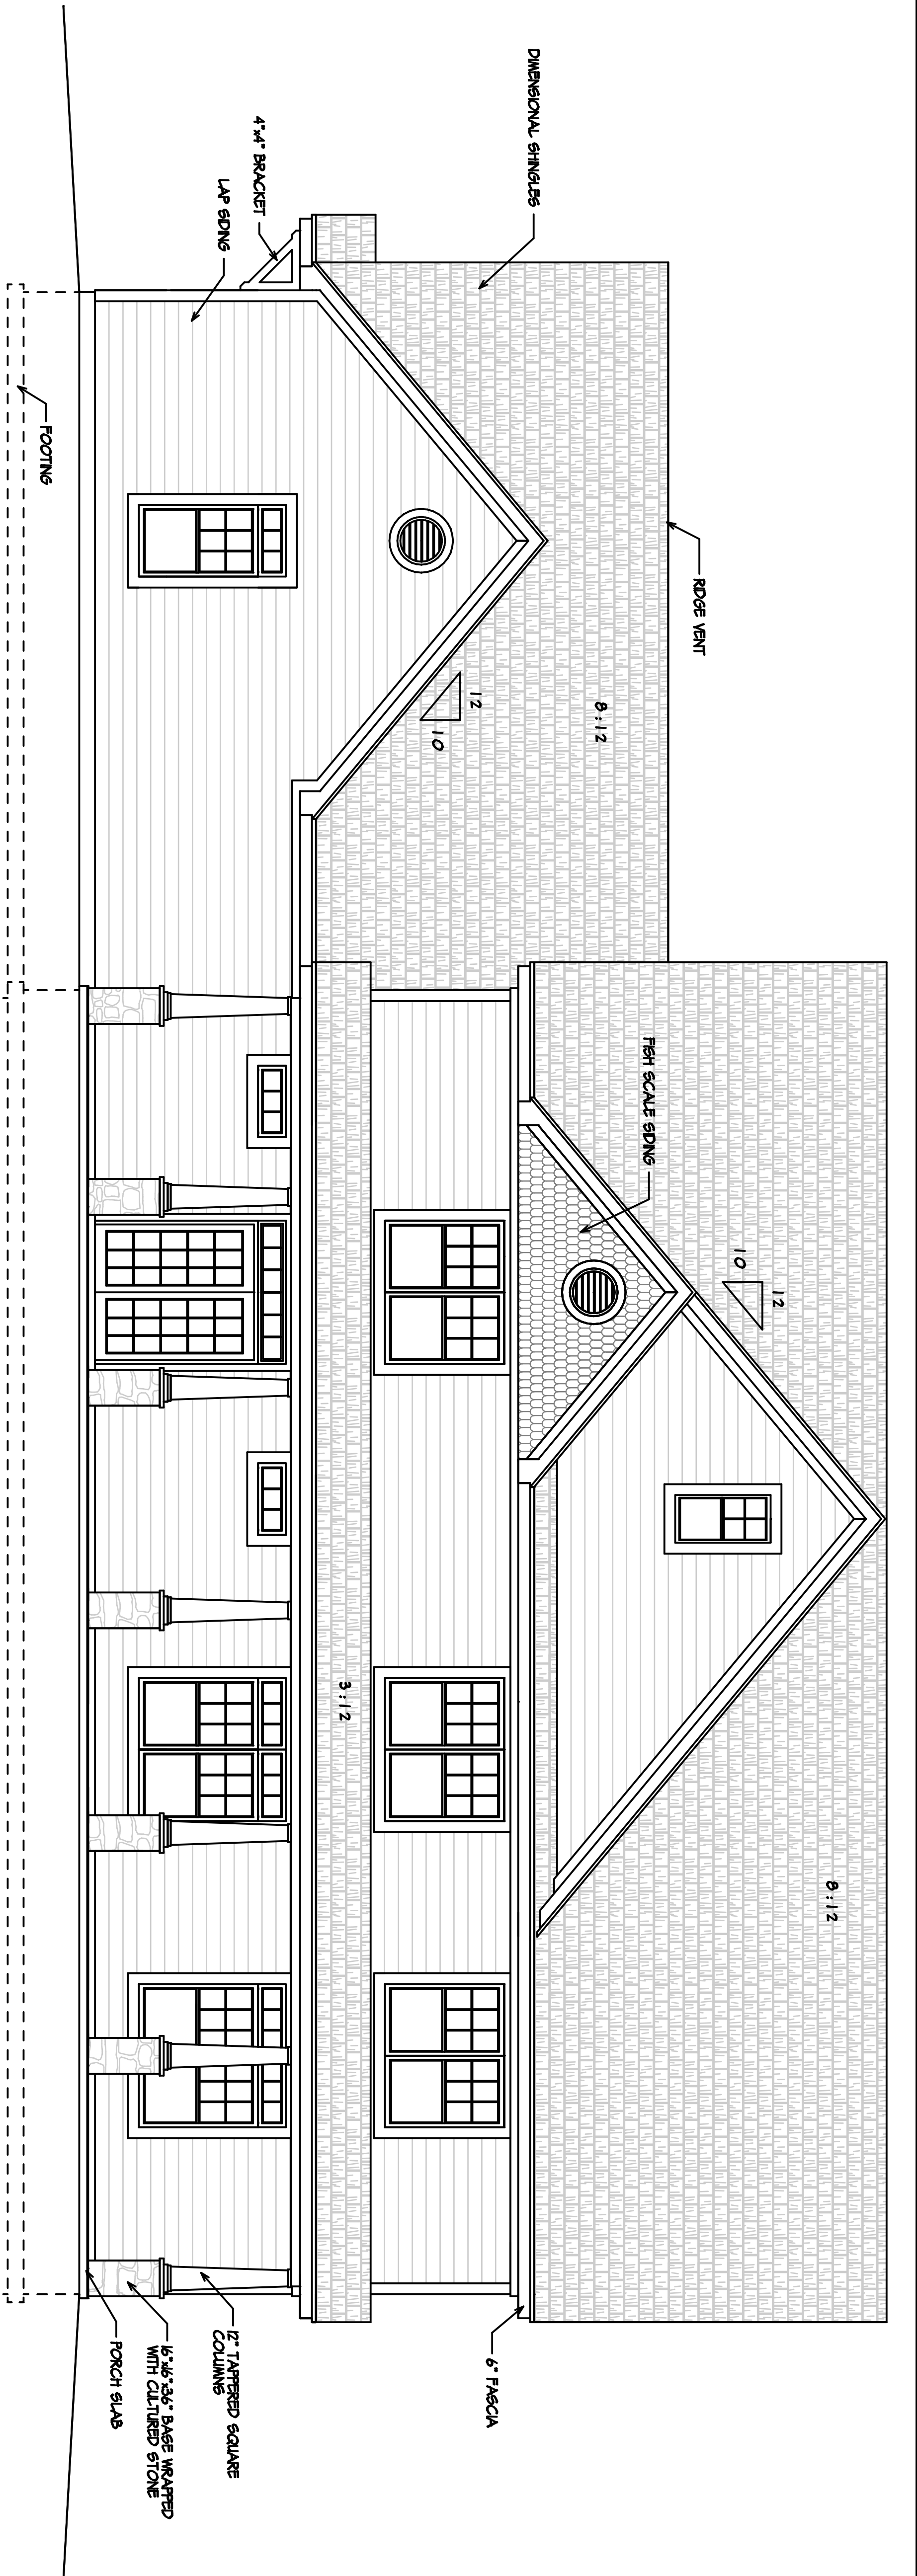 DIMENSIONAL SHINGLES
4"x4" BRACKET
LAP SIDING
FOOTING
RIDGE VENT
8:12
12
10
FISH SCALE SIDING
10
12
3:12
8:12
6" FASCIA
12" TAPPERED SQUARE
COLUMNS
16"x16"x36" BASE WRAPPED
WITH CULTURED STONE
PORCH SLAB